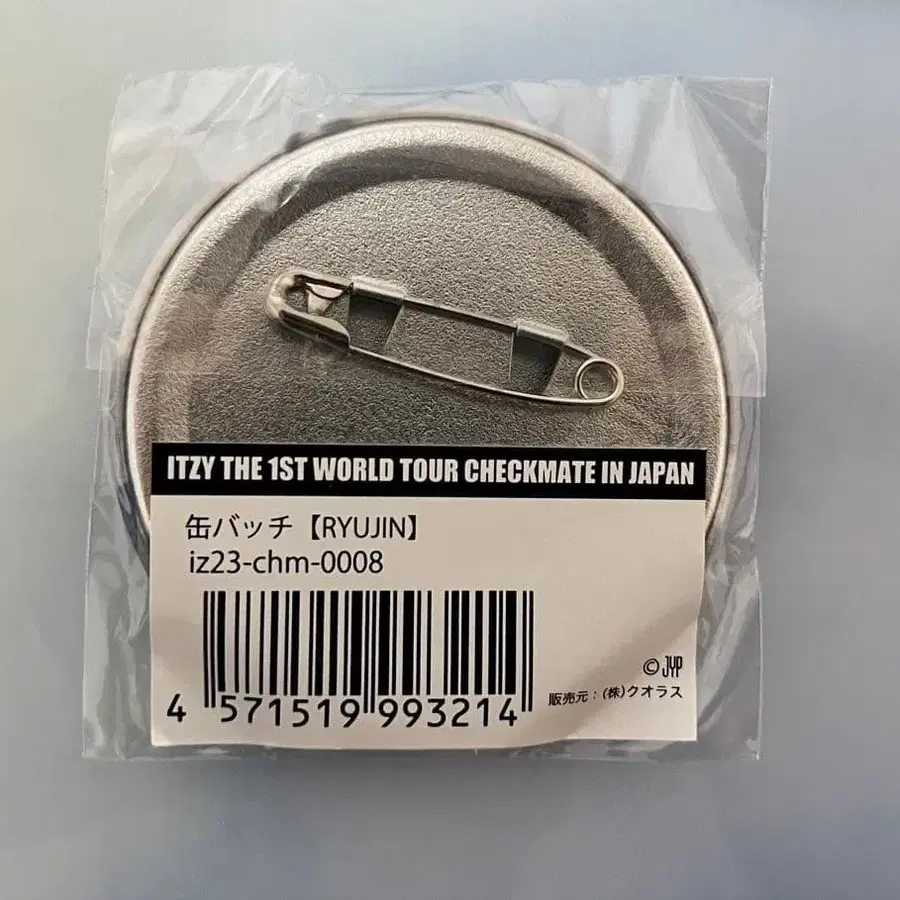 ITZY THE 1ST WORLD TOUR CHECKMATE IN JAPAN
缶バッチ【RYUJIN】
iz23-chm-0008
4 571519 993214
©JYP
販売元：(株)クオラス